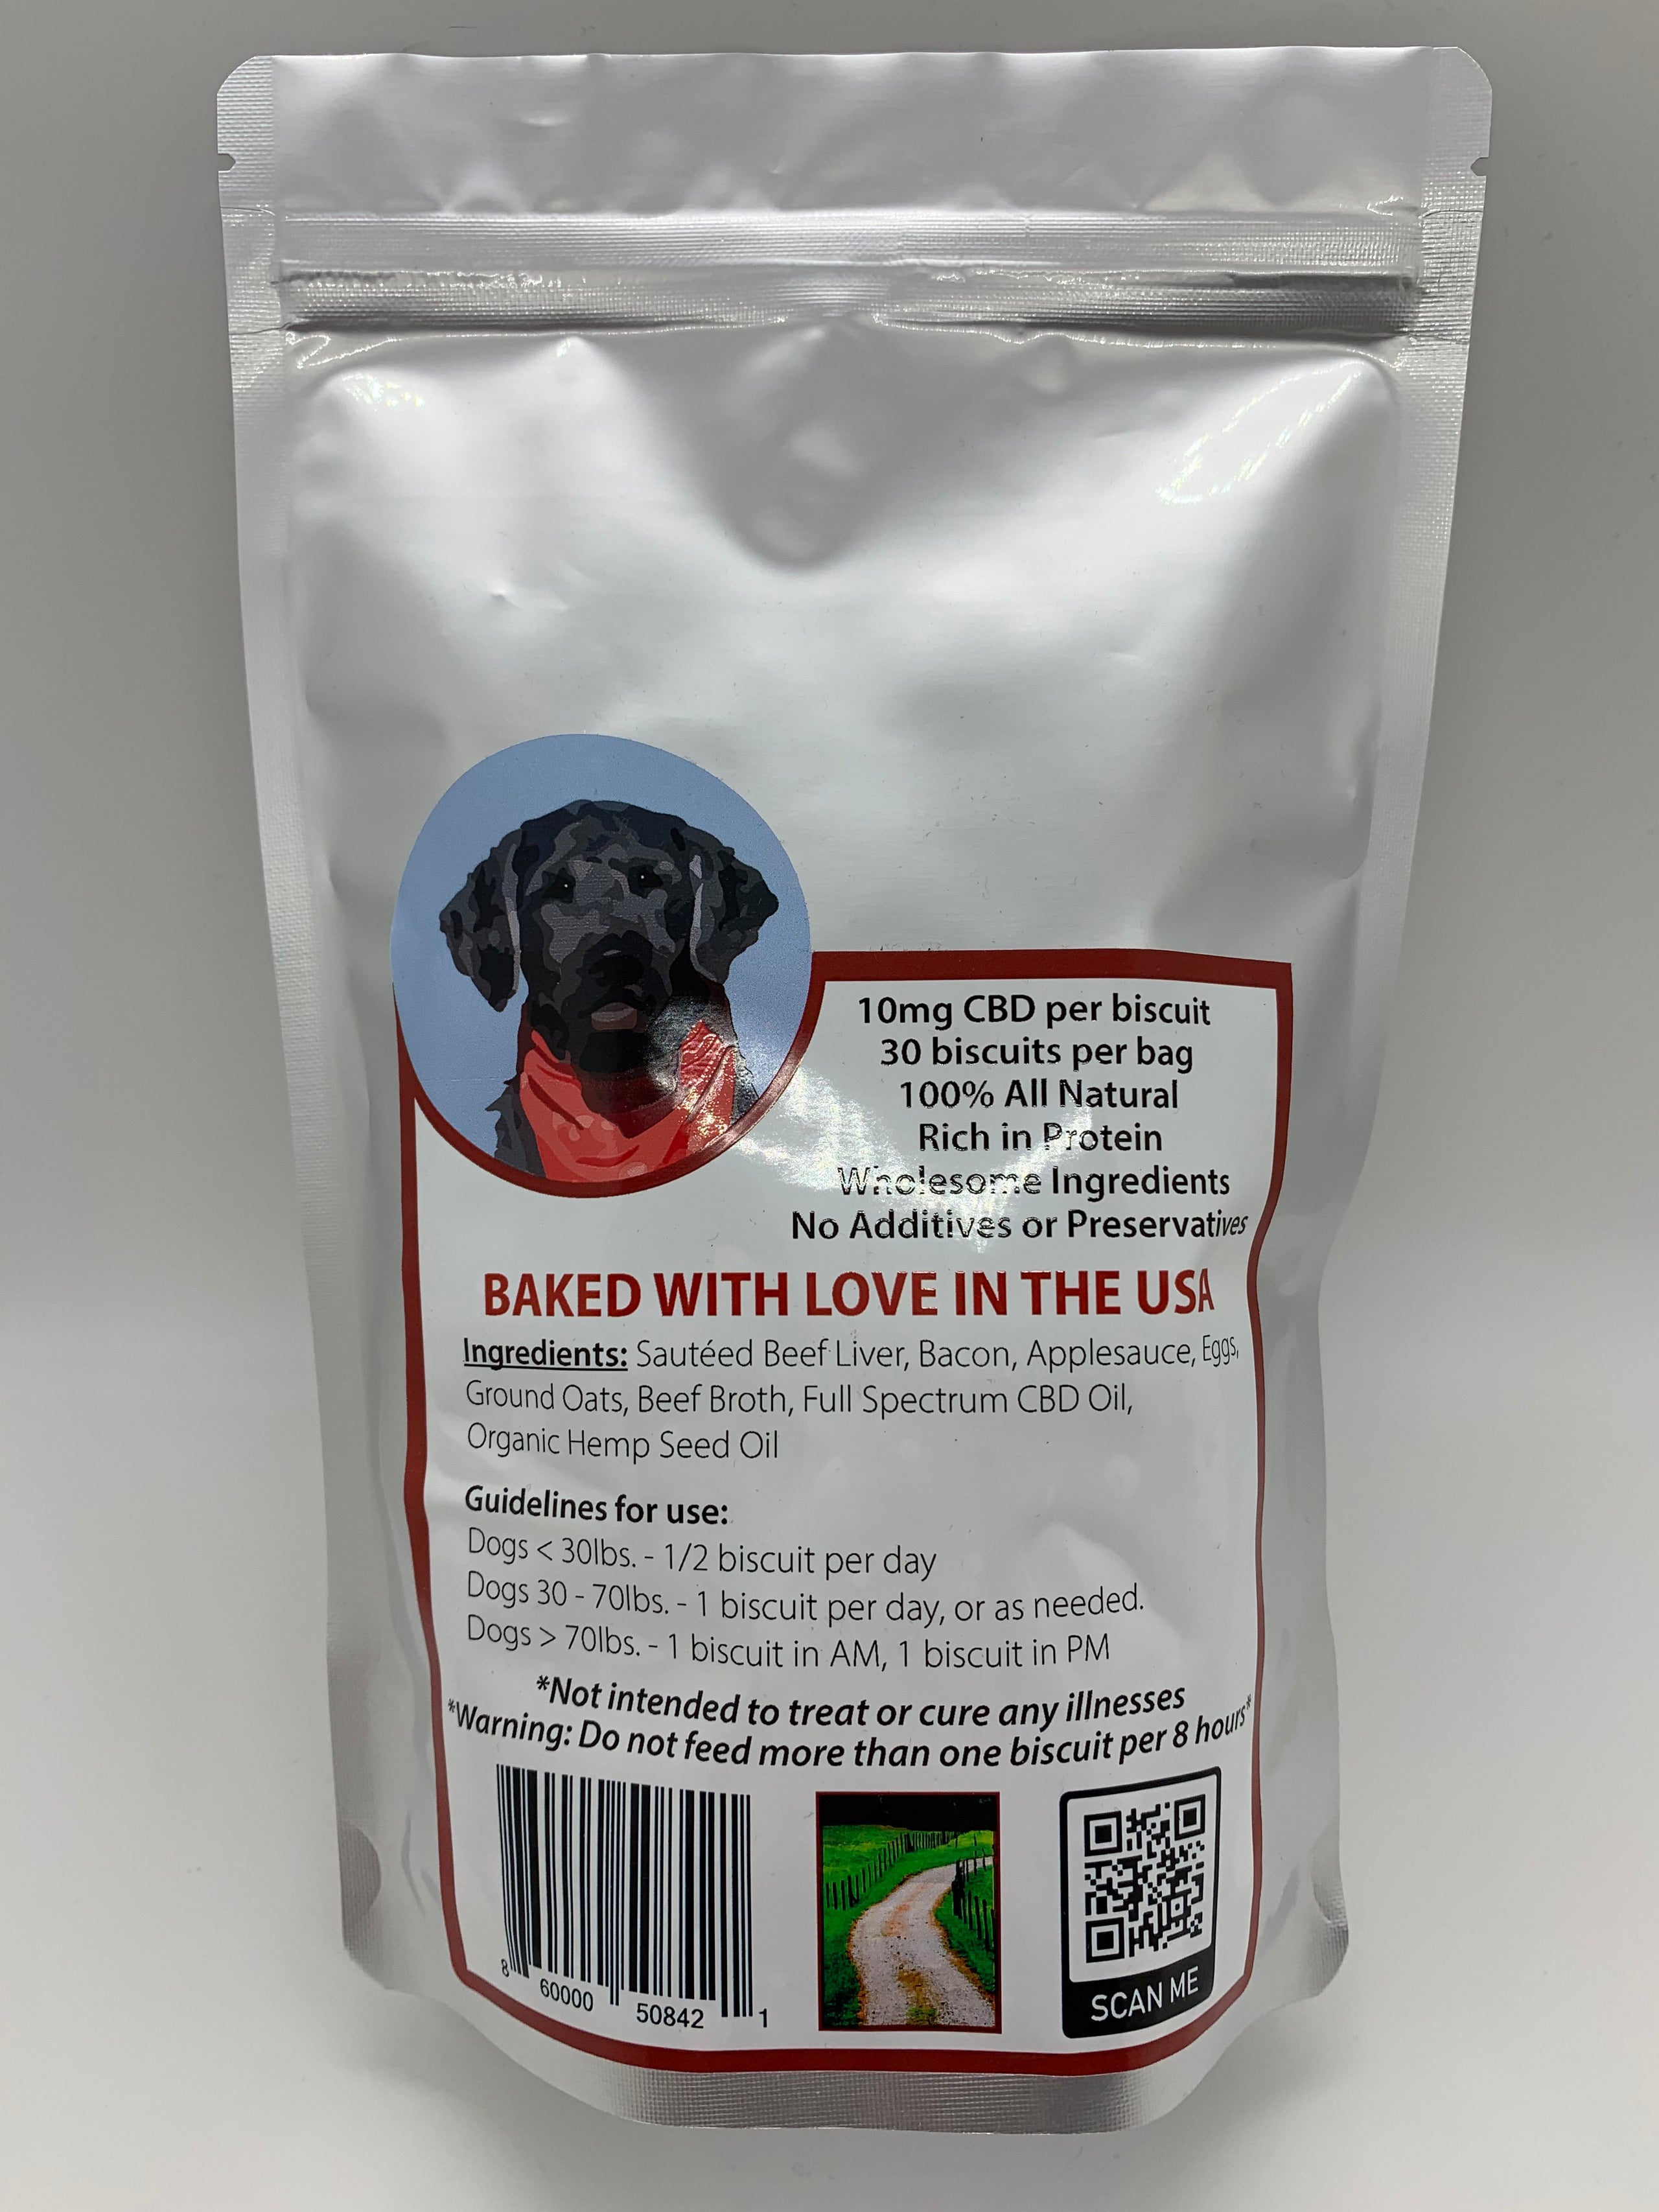 10mg CBD per biscuit
30 biscuits per bag
100% All Natural
Rich in Protein
Wholesome Ingredients
No Additives or Preservatives
BAKED WITH LOVE IN THE USA
Ingredients: Sautéed Beef Liver, Bacon, Applesauce, Eggs,
Ground Oats, Beef Broth, Full Spectrum CBD Oil,
Organic Hemp Seed Oil
Guidelines for use:
Dogs < 30lbs. - 1/2 biscuit per day
Dogs 30 - 70lbs. - 1 biscuit per day, or as needed.
Dogs > 70lbs. - 1 biscuit in AM, 1 biscuit in PM
*Not intended to treat or cure any illnesses
*Warning: Do not feed more than one biscuit per 8 hours*
8 60000 50842 1
SCAN ME